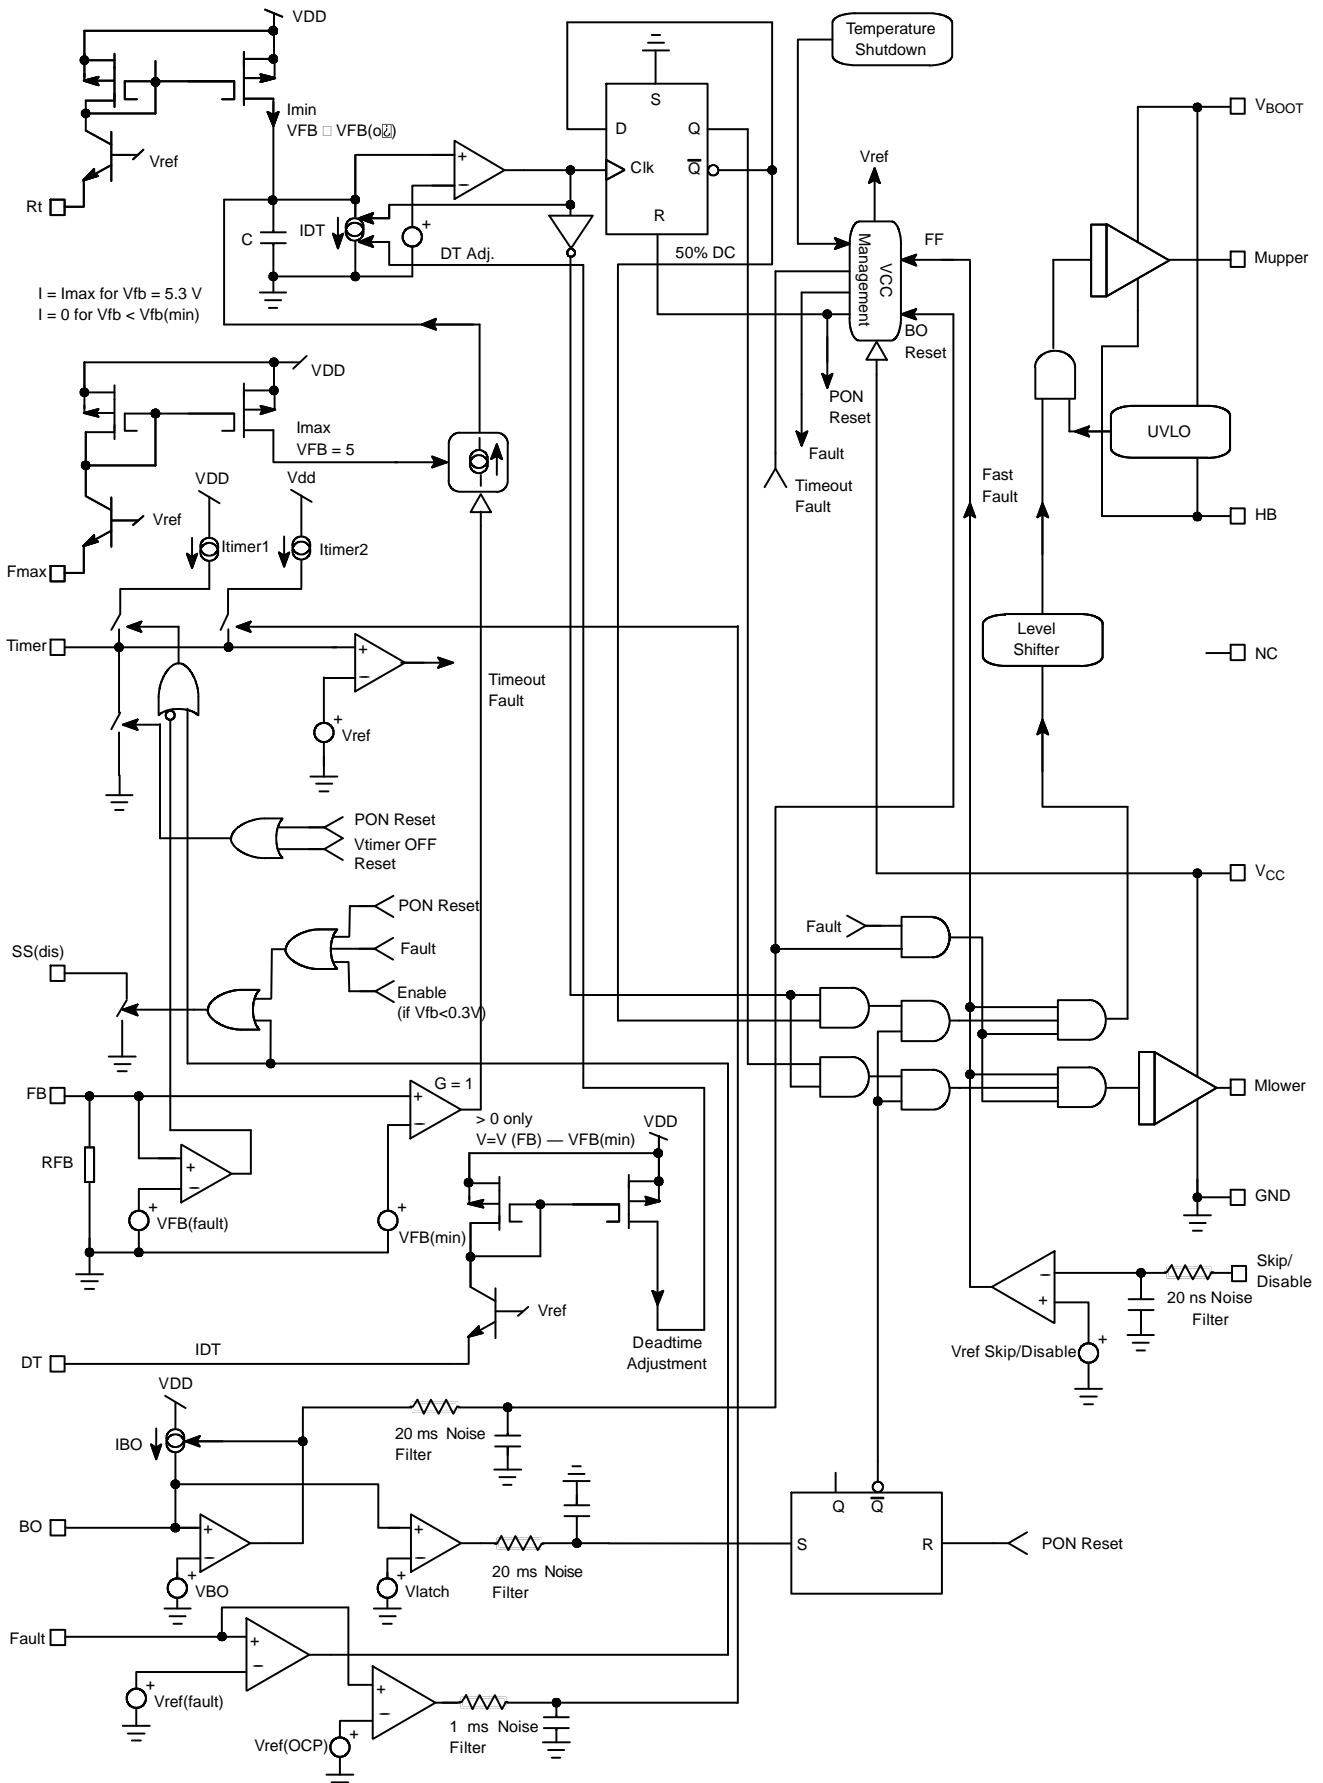 VDD
Temperature
Shutdown
S
D
Q
Clk
Q
R
Imin
VFB □ VFB(o
Vref
Rt
C
IDT
+
−
+
DT Adj.
50% DC
Vref
VCC
Management
FF
BO
Reset
PON
Reset
Fault
Timeout
Fault
VBOOT
Mupper
UVLO
HB
I = Imax for Vfb = 5.3 V
I = 0 for Vfb < Vfb(min)
VDD
Imax
VFB = 5
Vref
Fmax
VDD
Vdd
Itimer1
Itimer2
Fast
Fault
Timer
+
−
+
Vref
Timeout
Fault
Level
Shifter
NC
PON Reset
Vtimer OFF
Reset
VCC
PON Reset
Fault
Enable
(if Vfb<0.3V)
SS(dis)
Fault
FB
G = 1
+
−
> 0 only
V=V (FB) — VFB(min)
VDD
RFB
+
−
+
VFB(fault)
+
VFB(min)
Mlower
GND
Vref
IDT
DT
Deadtime
Adjustment
Skip/
Disable
−
+
20 ns Noise
Filter
Vref Skip/Disable
+
VDD
IBO
20 ms Noise
Filter
BO
+
−
+
VBO
+
−
+
Vlatch
20 ms Noise
Filter
Q
Q
S
R
PON Reset
Fault
+
−
+
Vref(fault)
+
−
+
Vref(OCP)
1 ms Noise
Filter